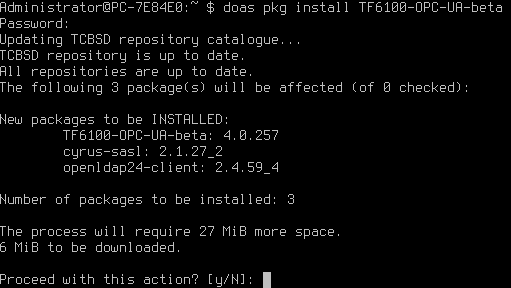 Administrator@PC-7E84E0:~ $ doas pkg install TF6100-OPC-UA-beta
Password:
Updating TCBSD repository catalogue...
TCBSD repository is up to date.
All repositories are up to date.
The following 3 package(s) will be affected (of 0 checked):
New packages to be INSTALLED:
TF6100-OPC-UA-beta: 4.0.257
cyrus-sasl: 2.1.27_2
openldap24-client: 2.4.59_4
Number of packages to be installed: 3
The process will require 27 MiB more space.
6 MiB to be downloaded.
Proceed with this action? [y/N]: